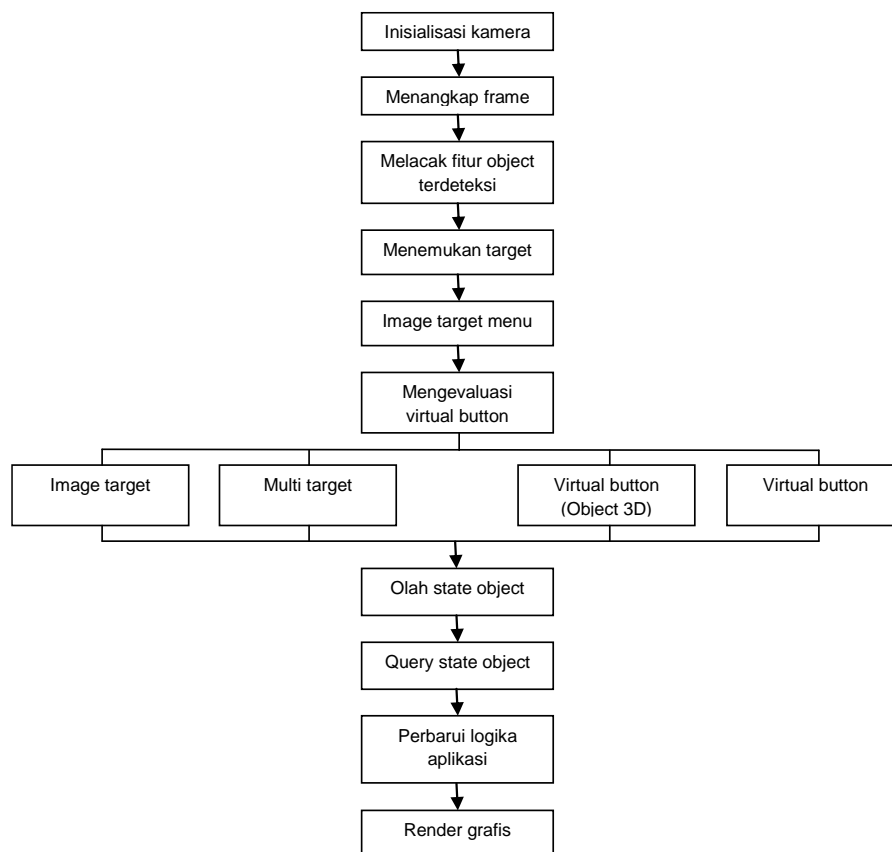 Inisialisasi kamera
Menangkap frame
Melacak fitur object
terdeteksi
Menemukan target
Image target menu
Mengevaluasi
virtual button
Image target
Multi target
Virtual button
(Object 3D)
Virtual button
Olah state object
Query state object
Perbarui logika
aplikasi
Render grafis